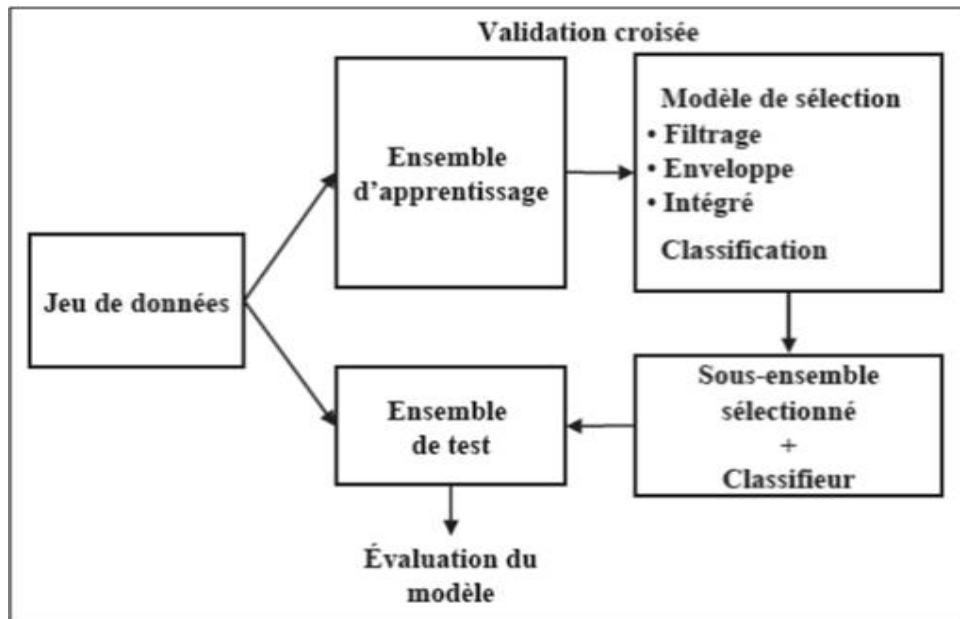 Validation croisée
Ensemble
d'apprentissage
Modèle de sélection
• Filtrage
• Enveloppe
• Intégré
Classification
Jeu de données
Ensemble
de test
Sous-ensemble
sélectionné
+
Classifieur
Évaluation du
modèle